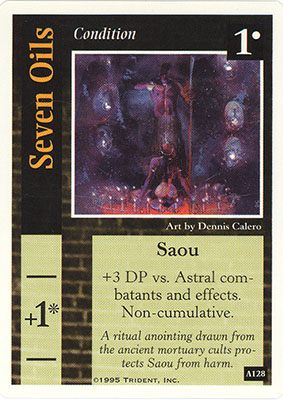 Seven Oils
Condition
1•
Art by Dennis Calero
Saou
+3 DP vs. Astral com-
batants and effects.
Non-cumulative.
+1*
A ritual anointing drawn from
the ancient mortuary cults pro-
tects Saou from harm.
©1995 TRIDENT, INC.
A128